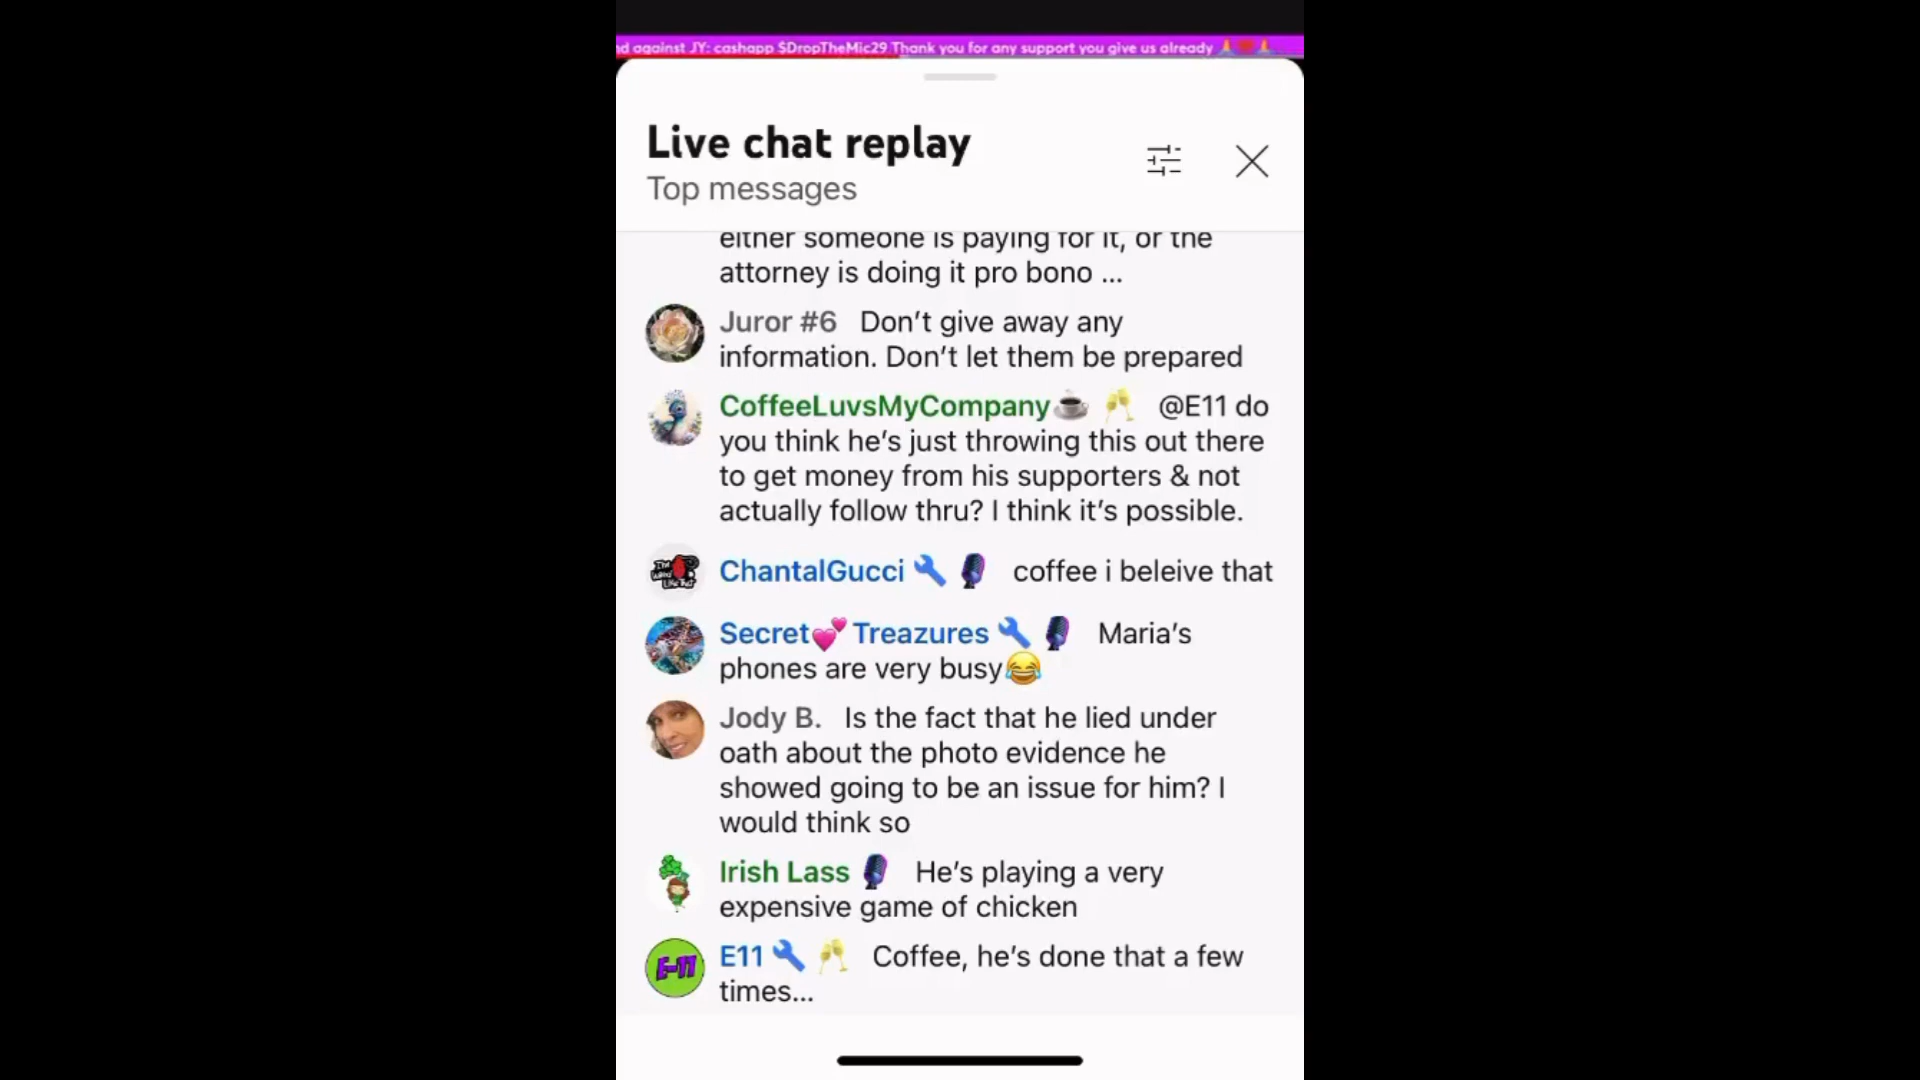 nd against JY: cashapp $DropTheMic29 Thank you for any support you give us already 🙏❤️🙏
Live chat replay
Top messages
either someone is paying for it, or the
attorney is doing it pro bono ...
Juror #6 Don’t give away any
information. Don’t let them be prepared
CoffeeLuvsMyCompany☕ 🥂 @E11 do
you think he’s just throwing this out there
to get money from his supporters & not
actually follow thru? I think it’s possible.
ChantalGucci 🔧 🎙️ coffee i beleive that
Secret💕Treazures 🔧 🎙️ Maria’s
phones are very busy😂
Jody B. Is the fact that he lied under
oath about the photo evidence he
showed going to be an issue for him? I
would think so
Irish Lass 🎙️ He’s playing a very
expensive game of chicken
E-11
E11 🔧 🥂 Coffee, he’s done that a few
times...